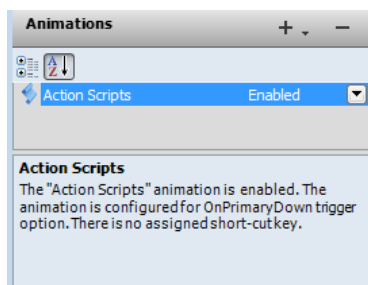 Animations + -
A Z
Action Scripts Enabled
Action Scripts
The "Action Scripts" animation is enabled. The
animation is configured for OnPrimaryDown trigger
option. There is no assigned short-cut key.